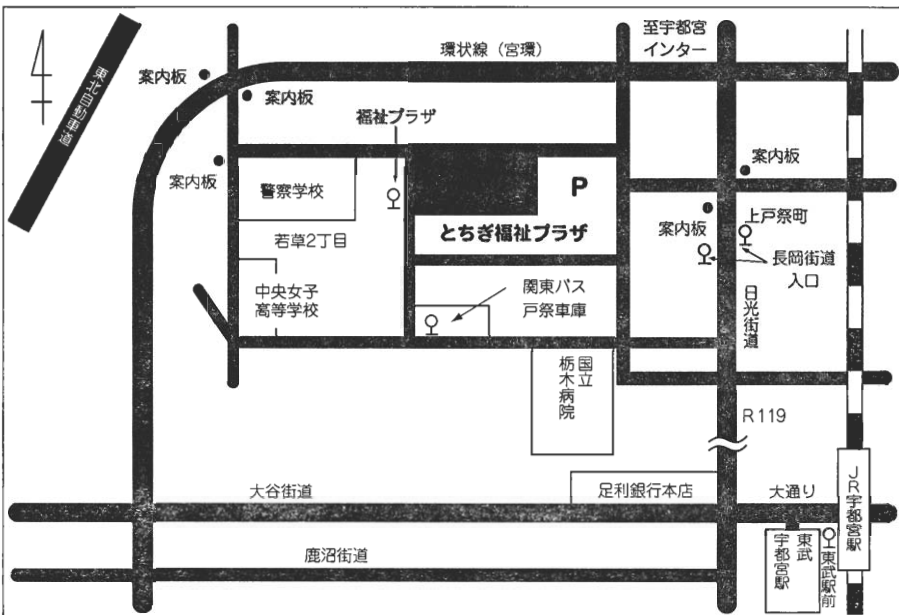 至宇都宮
インター
環状線（宮環）
東北自動車道
案内板
案内板
福祉プラザ
案内板
案内板
警察学校
P
案内板
上戸祭町
とちぎ福祉プラザ
若草2丁目
長岡街道
入口
中央女子
高等学校
関東バス
戸祭車庫
日光街道
国立
栃木病院
R119
大谷街道
足利銀行本店
大通り
JR宇都宮駅
鹿沼街道
東武
宇都宮駅
東武駅前